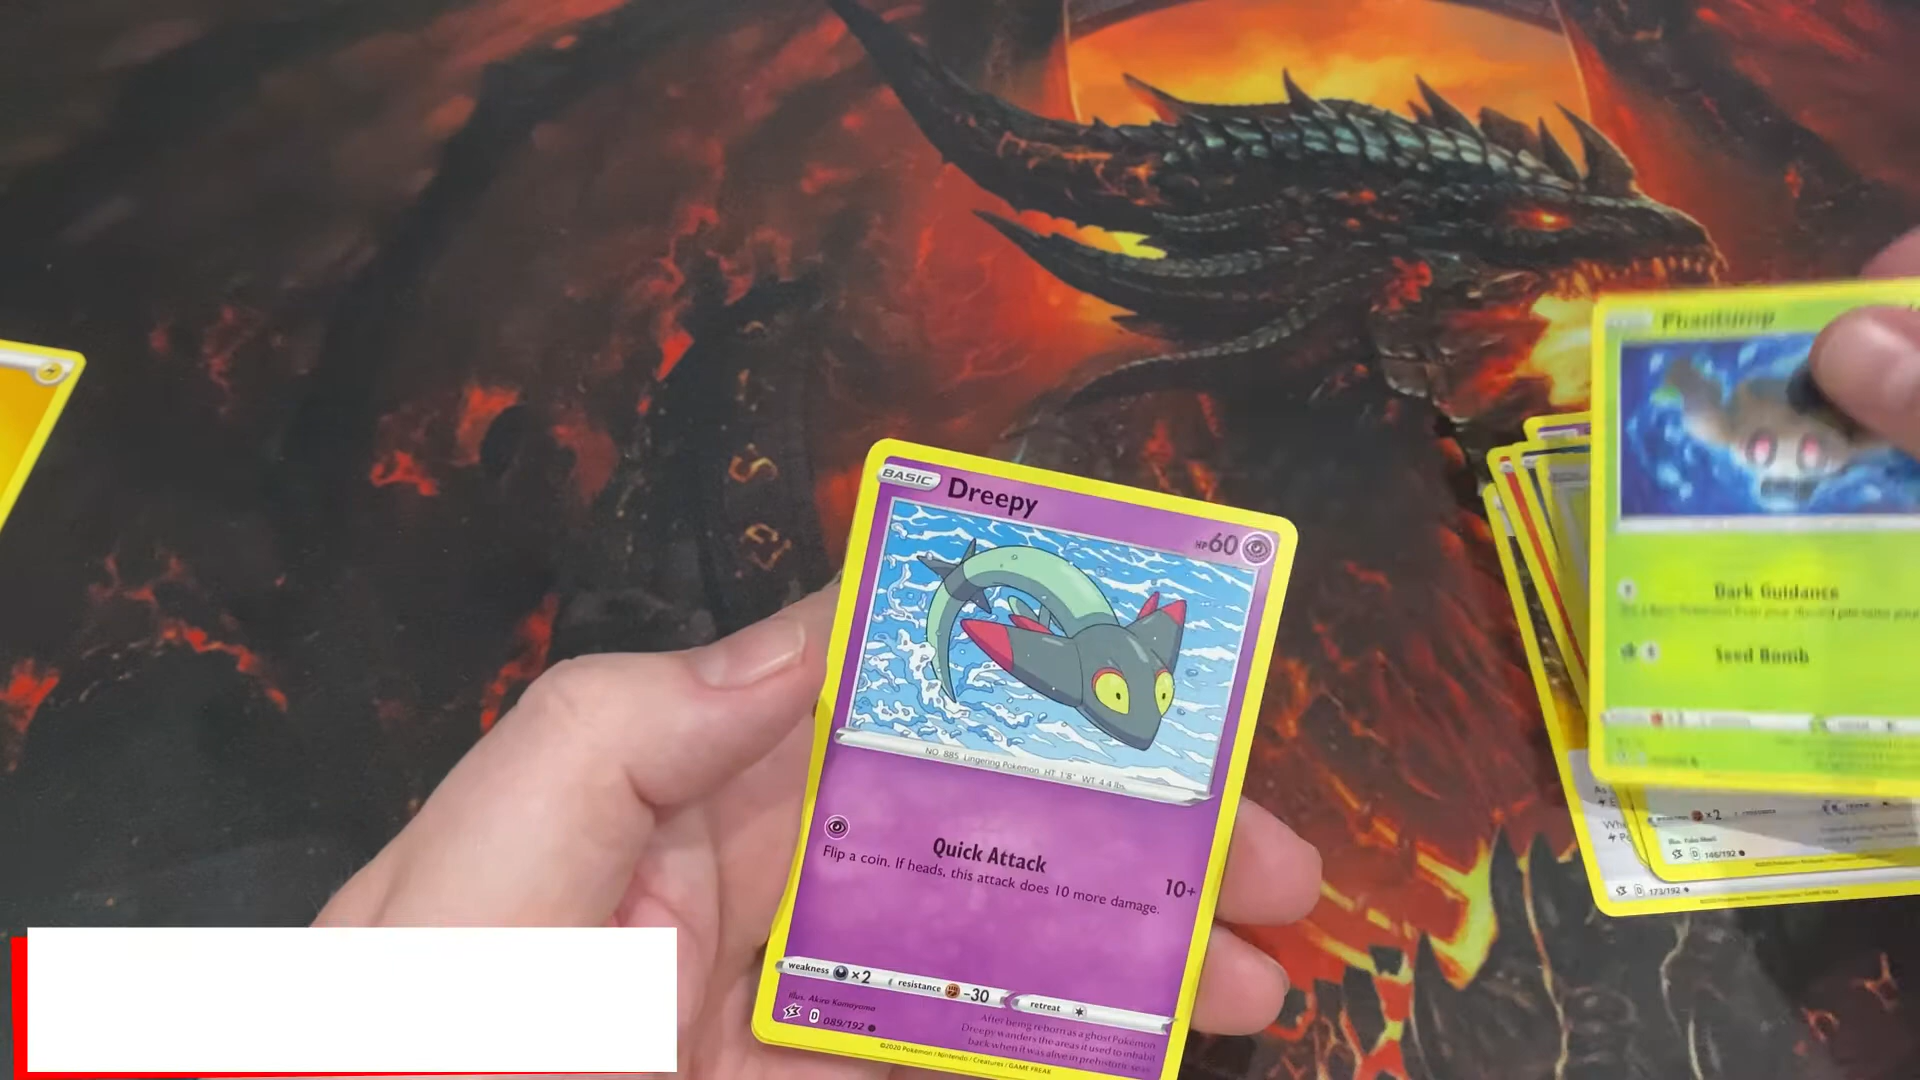 BASIC Dreepy
HP60
NO. 885 Lingering Pokémon HT 1'8" WT 4.4 lbs.
Quick Attack
10+
Flip a coin. If heads, this attack does 10 more damage.
weakness ×2 resistance -30 retreat
Illus. Akira Komayama
D 089/192
After being reborn as a ghost Pokémon
Dreepy wanders the areas it used to inhabit
back when it was alive in prehistoric seas.
©2020 Pokémon / Nintendo / Creatures / GAME FREAK
Phantump
Dark Guidance
Seed Bomb
×2
D 146/192
D 173/192